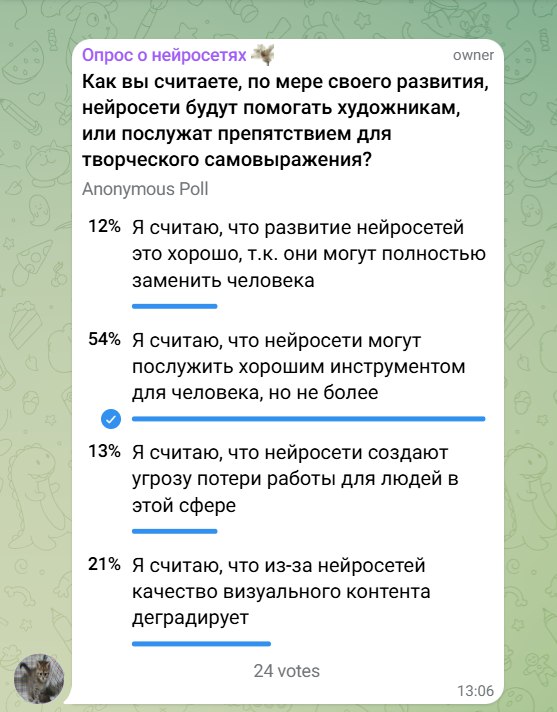 Опрос о нейросетях
owner
Как вы считаете, по мере своего развития,
нейросети будут помогать художникам,
или послужат препятствием для
творческого самовыражения?
Anonymous Poll
12% Я считаю, что развитие нейросетей
это хорошо, т.к. они могут полностью
заменить человека
54% Я считаю, что нейросети могут
послужить хорошим инструментом
для человека, но не более
13% Я считаю, что нейросети создают
угрозу потери работы для людей в
этой сфере
21% Я считаю, что из-за нейросетей
качество визуального контента
деградирует
24 votes
13:06